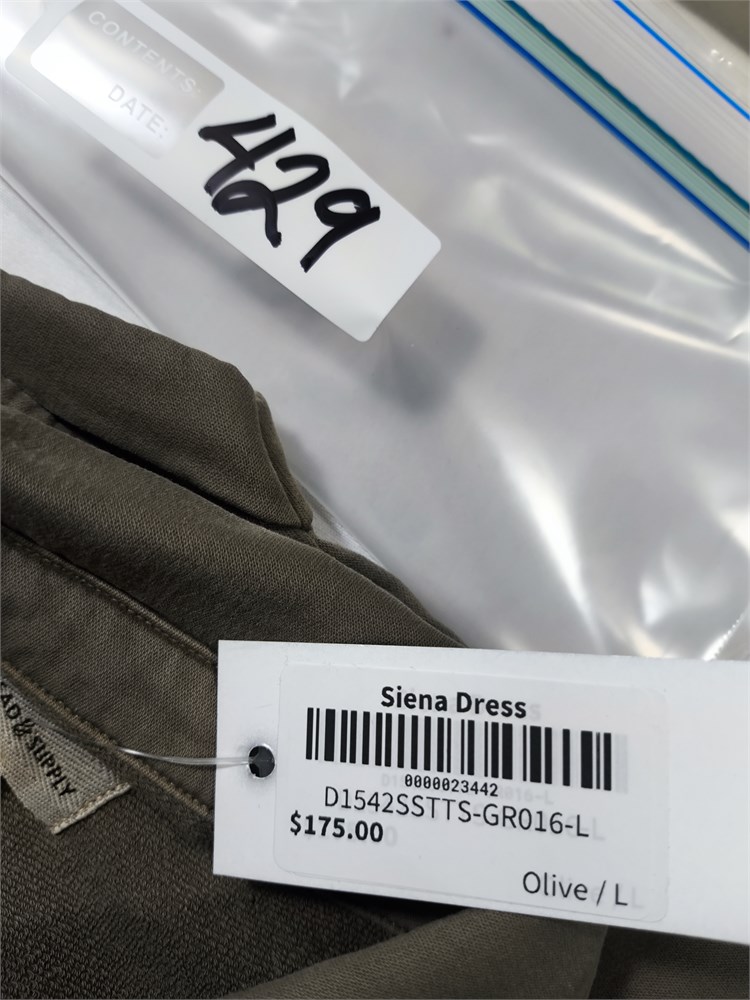 CONTENTS:
DATE:
429
& SUPPLY
Siena Dress
0000023442
D1542SSTTS-GR016-L
$175.00
Olive / L